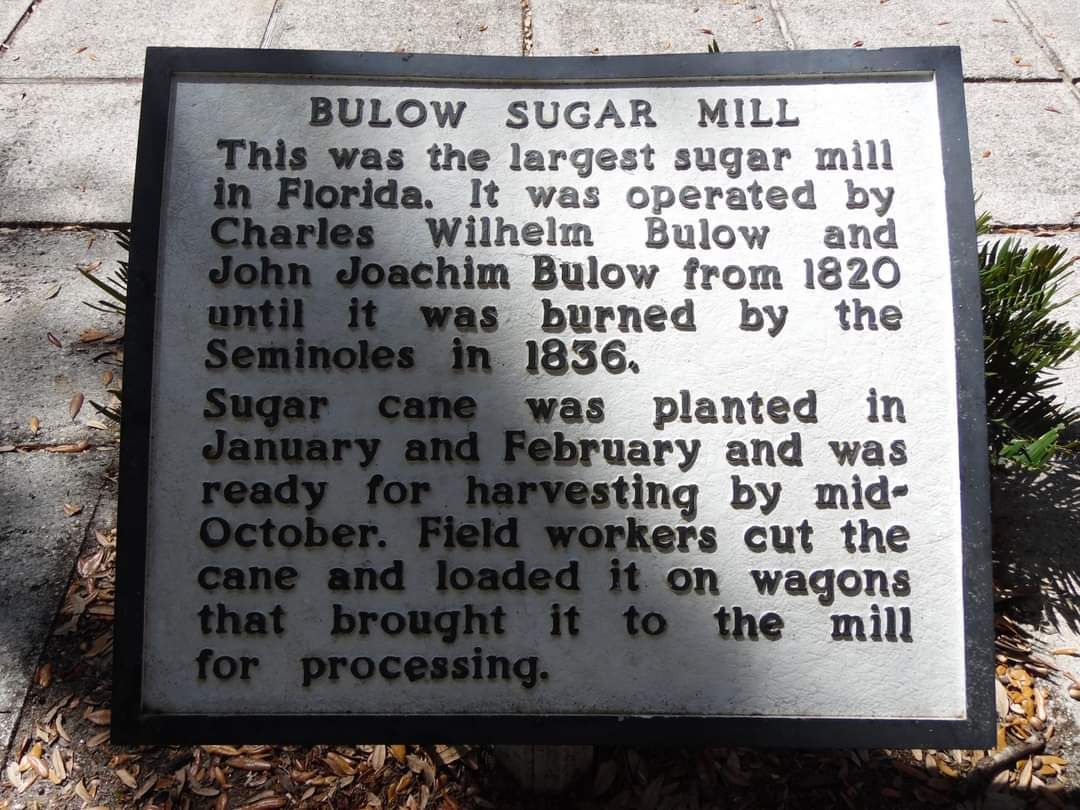 BULOW SUGAR MILL
This was the largest sugar mill
in Florida. It was operated by
Charles Wilhelm Bulow and
John Joachim Bulow from 1820
until it was burned by the
Seminoles in 1836.
Sugar cane was planted in
January and February and was
ready for harvesting by mid-
October. Field workers cut the
cane and loaded it on wagons
that brought it to the mill
for processing.